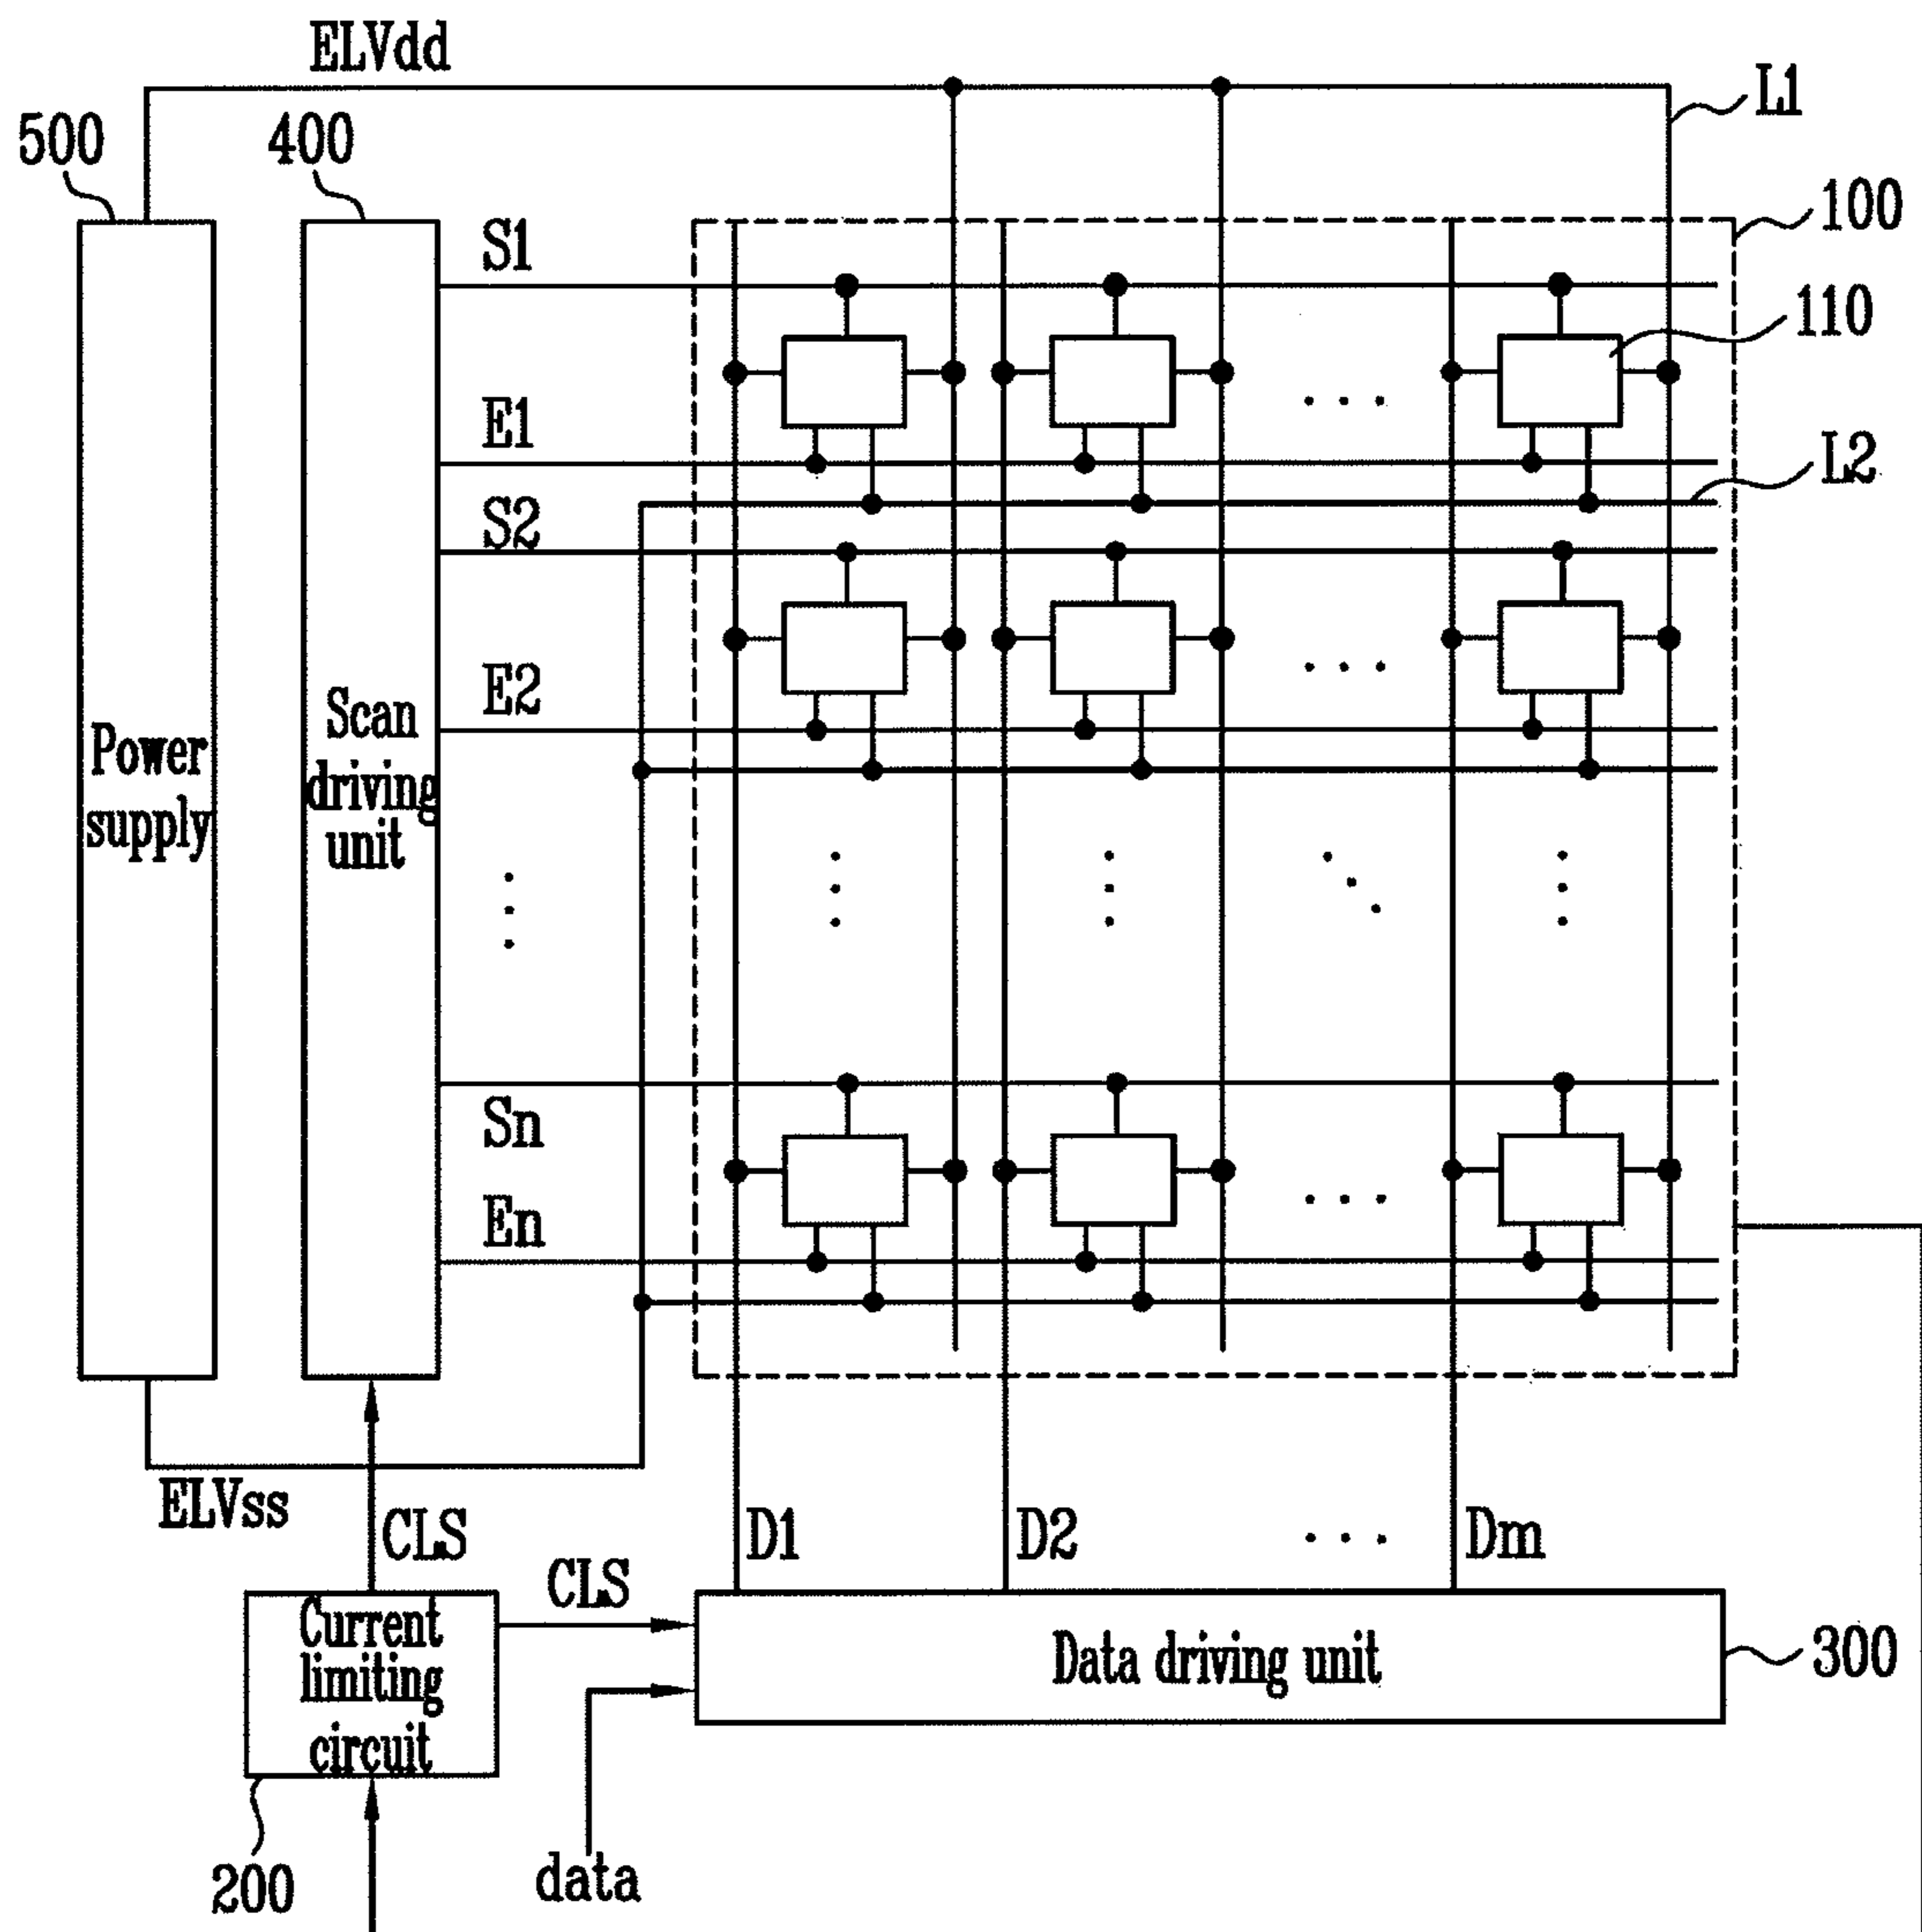 ELVdd
L1
500
400
100
S1
110
E1
L2
S2
E2
Power
supply
Scan
driving
unit
Sn
En
ELVss
CLS
D1
D2
Dm
CLS
Current
limiting
circuit
Data driving unit
300
200
data